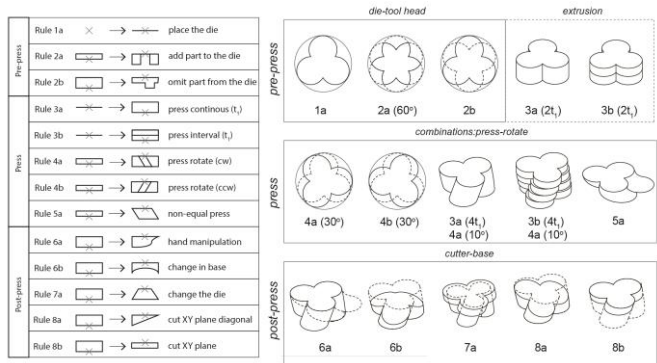 Pre-press
Rule 1a place the die
Rule 2a add part to the die
Rule 2b omit part from the die
Press
Rule 3a press continous (t₁)
Rule 3b press interval (t₁)
Rule 4a press rotate (cw)
Rule 4b press rotate (ccw)
Rule 5a non-equal press
Post-press
Rule 6a hand manipulation
Rule 6b change in base
Rule 7a change the die
Rule 8a cut XY plane diagonal
Rule 8b cut XY plane
die-tool head extrusion
pre-press
1a 2a (60°) 2b 3a (2t₁) 3b (2t₁)
combinations:press-rotate
press
4a (30°) 4b (30°) 3a (4t₁) 3b (4t₁) 5a
4a (10°) 4a (10°)
cutter-base
post-press
6a 6b 7a 8a 8b